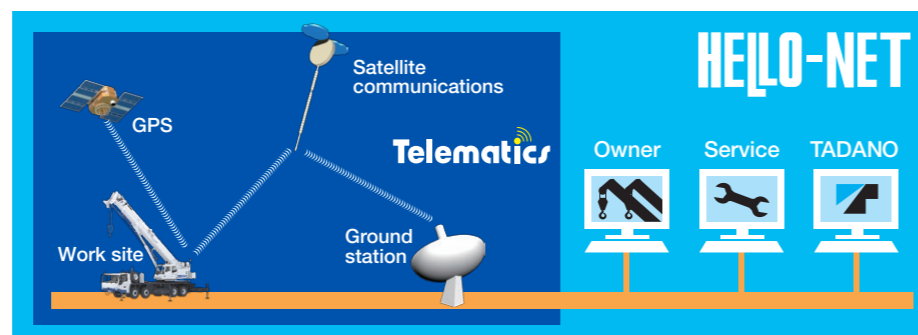 HELLO-NET
Satellite
communications
GPS
Telematics
Owner
Service
TADANO
Work site
Ground
station